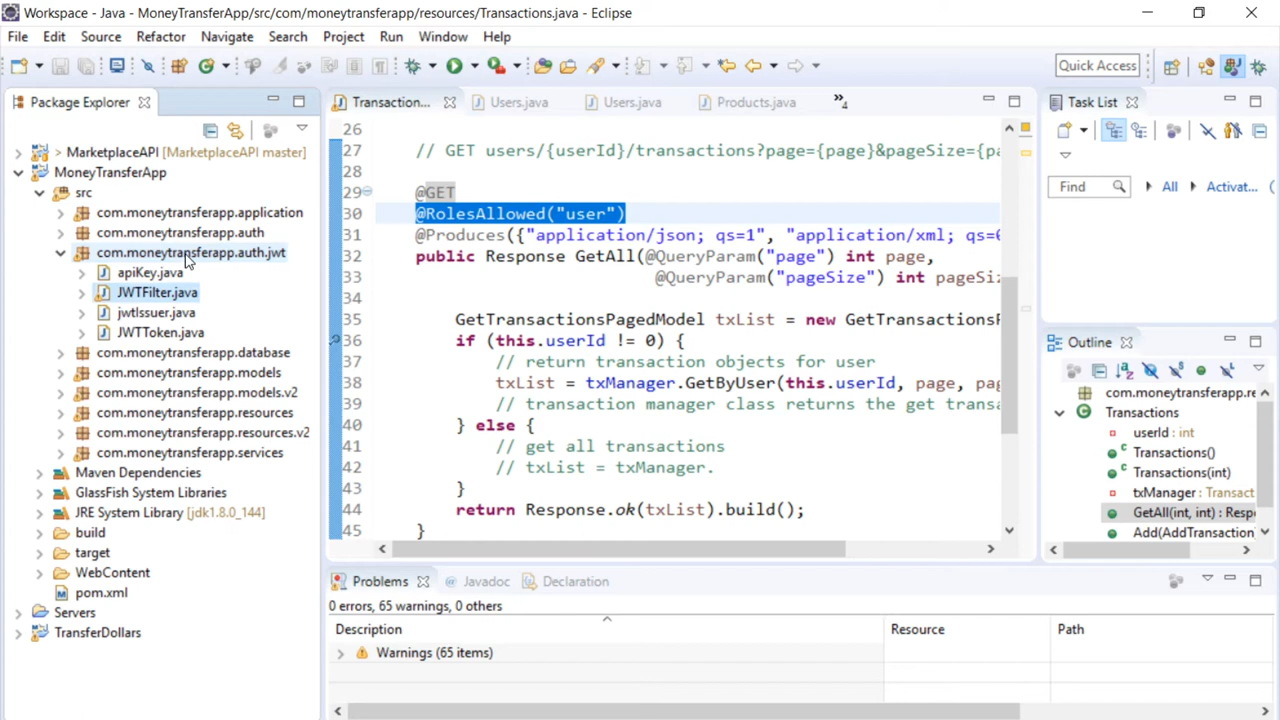 Workspace - Java - MoneyTransferApp/src/com/moneytransferapp/resources/Transactions.java - Eclipse
File Edit Source Refactor Navigate Search Project Run Window Help
Quick Access
Package Explorer
> MarketplaceAPI [MarketplaceAPI master]
MoneyTransferApp
src
com.moneytransferapp.application
com.moneytransferapp.auth
com.moneytransferapp.auth.jwt
apiKey.java
JWTFilter.java
jwtIssuer.java
JWTToken.java
com.moneytransferapp.database
com.moneytransferapp.models
com.moneytransferapp.models.v2
com.moneytransferapp.resources
com.moneytransferapp.resources.v2
com.moneytransferapp.services
Maven Dependencies
GlassFish System Libraries
JRE System Library [jdk1.8.0_144]
build
target
WebContent
pom.xml
Servers
TransferDollars
Transaction... Users.java Users.java Products.java »4
26
27 // GET users/{userId}/transactions?page={page}&pageSize={pa
28
29 @GET
30 @RolesAllowed("user")
31 @Produces({"application/json; qs=1", "application/xml; qs=0
32 public Response GetAll(@QueryParam("page") int page,
33 @QueryParam("pageSize") int pageSiz
34
35 GetTransactionsPagedModel txList = new GetTransactionsP
36 if (this.userId != 0) {
37 // return transaction objects for user
38 txList = txManager.GetByUser(this.userId, page, pag
39 // transaction manager class returns the get transa
40 } else {
41 // get all transactions
42 // txList = txManager.
43 }
44 return Response.ok(txList).build();
45 }
Task List
Find All Activat...
Outline
com.moneytransferapp.re
Transactions
userId : int
Transactions()
Transactions(int)
txManager : Transact
GetAll(int, int) : Resp
Add(AddTransaction
Problems Javadoc Declaration
0 errors, 65 warnings, 0 others
Description Resource Path
Warnings (65 items)